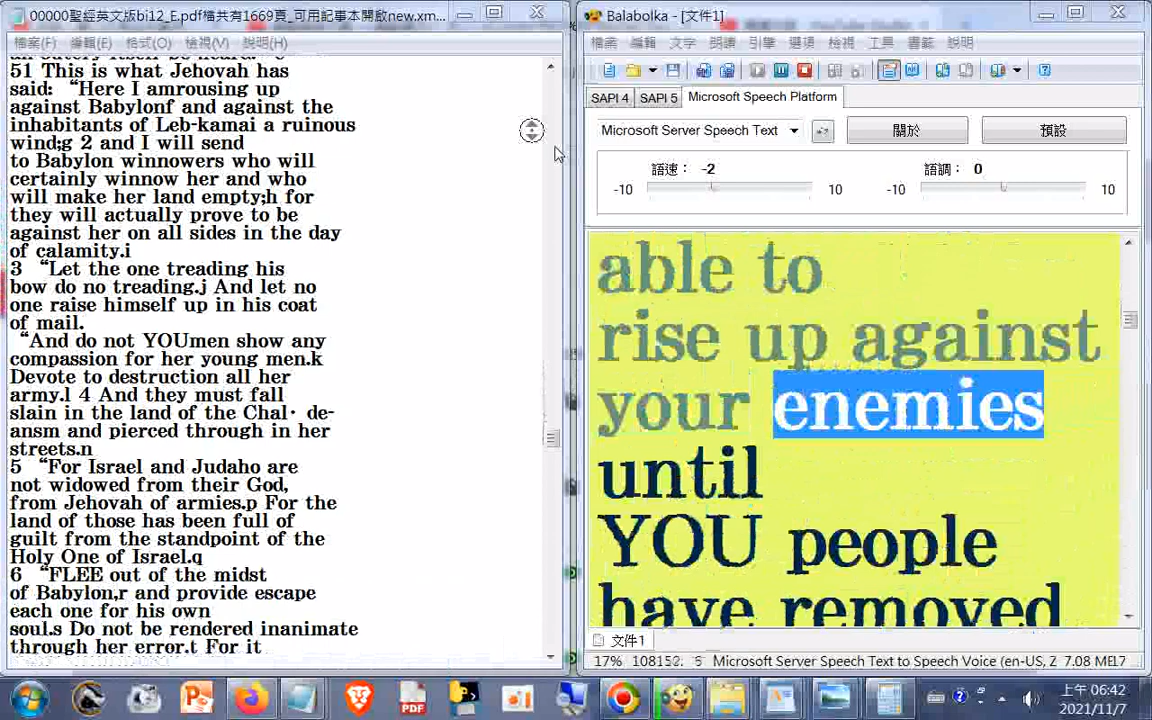 00000聖經英文版bi12_E.pdf檔共有1669頁_可用記事本開啟new.xm...
檔案(F) 編輯(E) 格式(O) 檢視(V) 說明(H)
51 This is what Jehovah has
said: “Here I amrousing up
against Babylonf and against the
inhabitants of Leb-kamai a ruinous
wind;g 2 and I will send
to Babylon winnowers who will
certainly winnow her and who
will make her land empty;h for
they will actually prove to be
against her on all sides in the day
of calamity.i
3 “Let the one treading his
bow do no treading.j And let no
one raise himself up in his coat
of mail.
“And do not YOUmen show any
compassion for her young men.k
Devote to destruction all her
army.l 4 And they must fall
slain in the land of the Chal· de-
ansm and pierced through in her
streets.n
5 “For Israel and Judaho are
not widowed from their God,
from Jehovah of armies.p For the
land of those has been full of
guilt from the standpoint of the
Holy One of Israel.q
6 “FLEE out of the midst
of Babylon,r and provide escape
each one for his own
soul.s Do not be rendered inanimate
through her error.t For it
Balabolka - [文件1]
檔案 編輯 文字 朗讀 引擎 選項 檢視 工具 書籤 說明
SAPI 4 SAPI 5 Microsoft Speech Platform
Microsoft Server Speech Text 關於 預設
語速： -2 語調： 0
-10 10 -10 10
able to
rise up against
your enemies
until
YOU people
have removed
文件1
17% 108152: 6 Microsoft Server Speech Text to Speech Voice (en-US, Z 7.08 ME
PDF
上午 06:42
2021/11/7